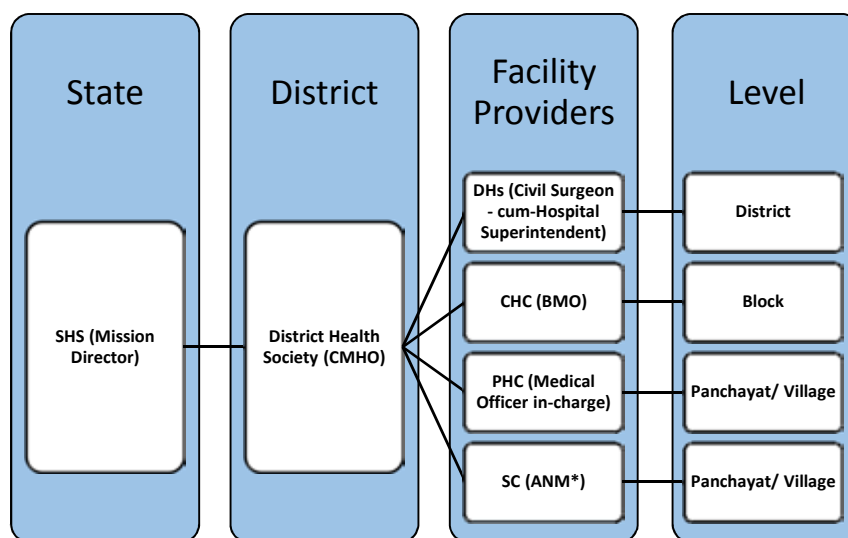 State
District
Facility
Providers
Level
SHS (Mission
Director)
District Health
Society (CMHO)
DHs (Civil Surgeon
- cum-Hospital
Superintendent)
District
CHC (BMO)
Block
PHC (Medical
Officer in-charge)
Panchayat/ Village
SC (ANM*)
Panchayat/ Village